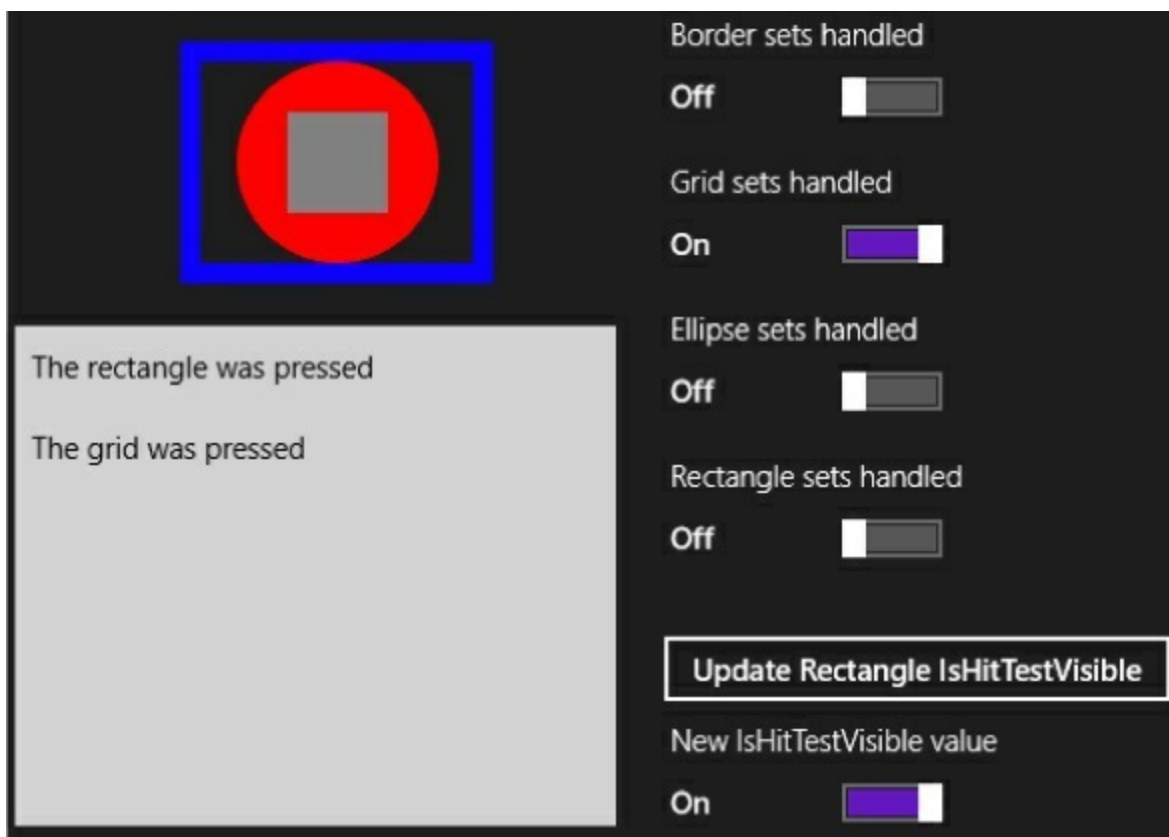 Border sets handled
Off
Grid sets handled
On
Ellipse sets handled
Off
Rectangle sets handled
Off
Update Rectangle IsHitTestVisible
New IsHitTestVisible value
On
The rectangle was pressed
The grid was pressed